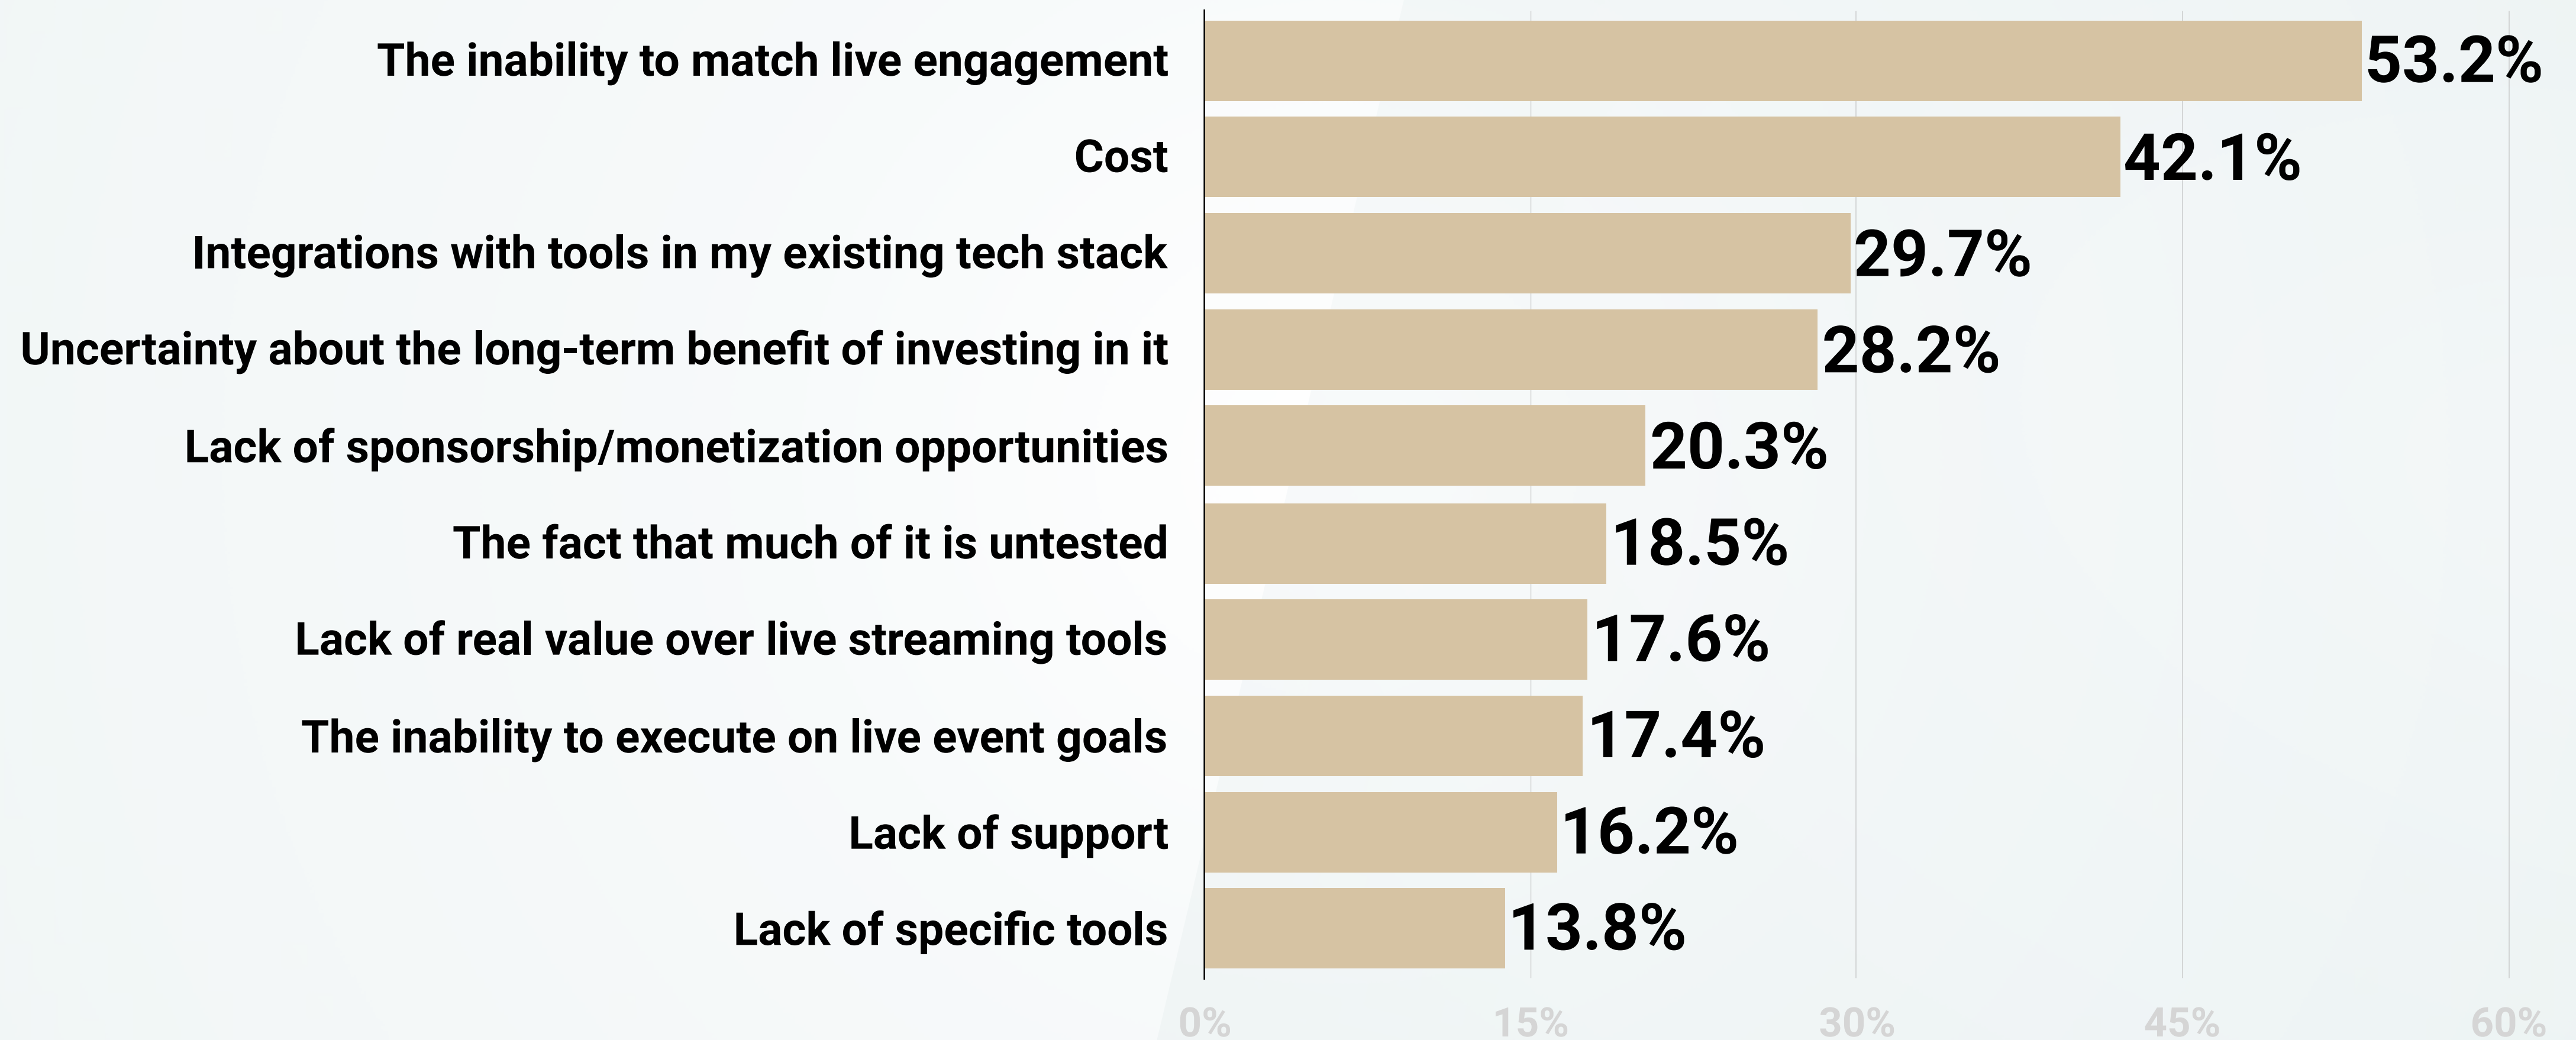 The inability to match live engagement 53.2%
Cost 42.1%
Integrations with tools in my existing tech stack 29.7%
Uncertainty about the long-term benefit of investing in it 28.2%
Lack of sponsorship/monetization opportunities 20.3%
The fact that much of it is untested 18.5%
Lack of real value over live streaming tools 17.6%
The inability to execute on live event goals 17.4%
Lack of support 16.2%
Lack of specific tools 13.8%
0% 15% 30% 45% 60%